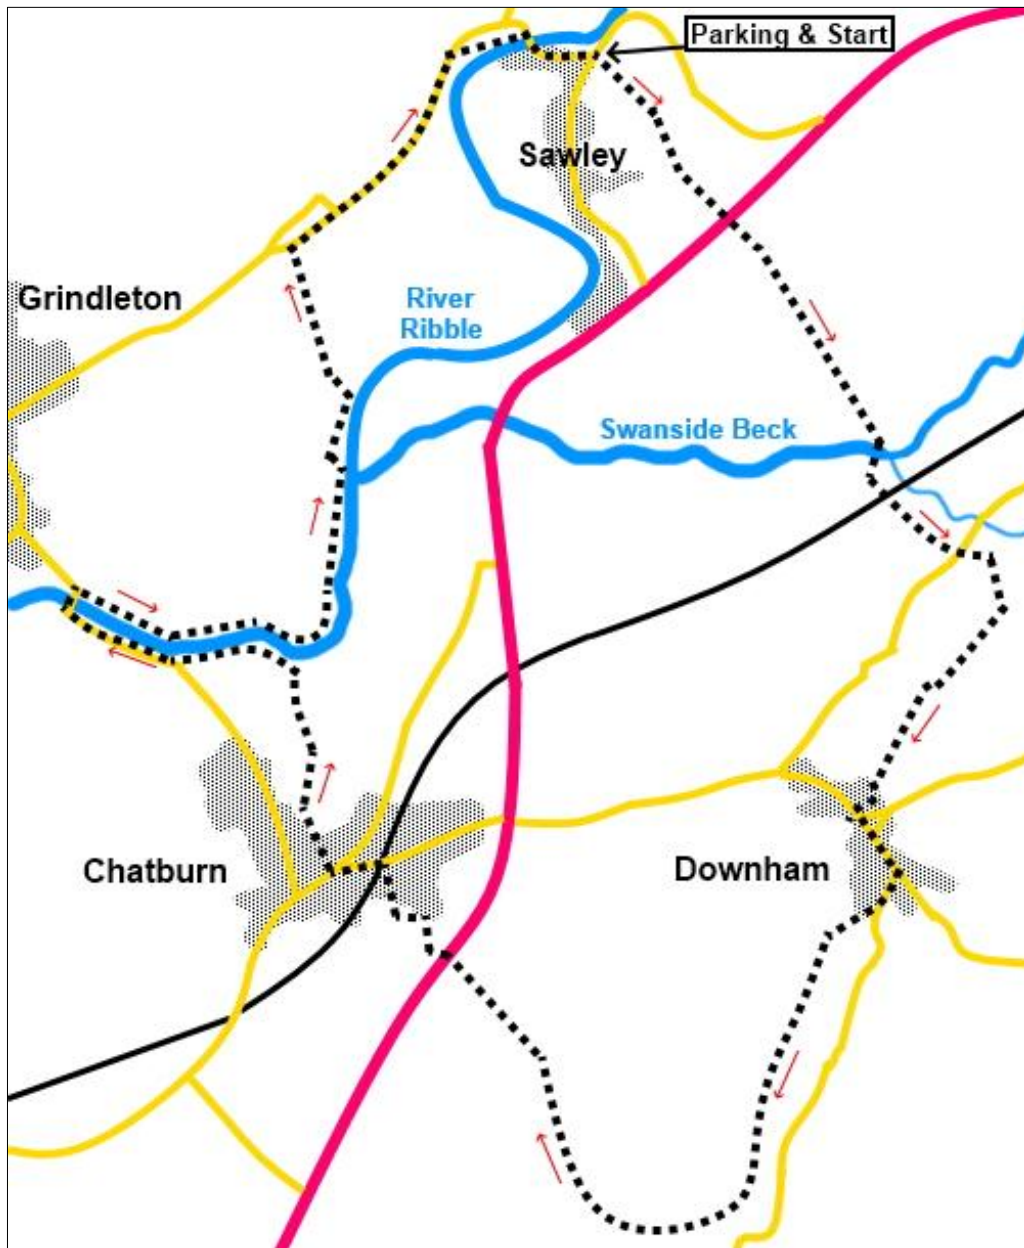 Parking & Start
Sawley
Grindleton
River
Ribble
Swanside Beck
Chatburn
Downham